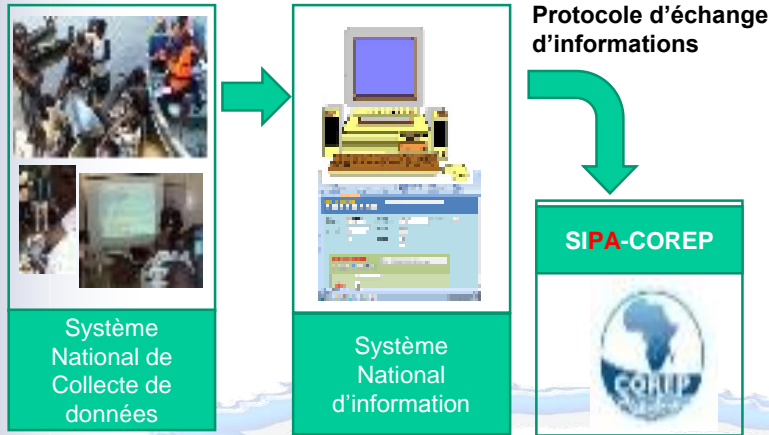 Protocole d'échange
d'informations
SIPA-COREP
Système
National de
Collecte de
données
Système
National
d'information
COREP